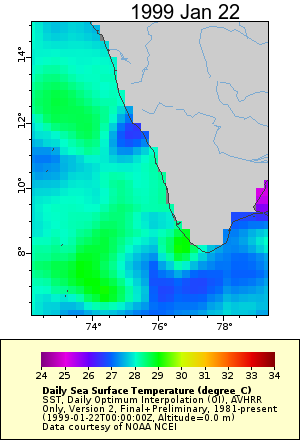 1999 Jan 22
14°
12°
10°
8°
74° 76° 78°
24 25 26 27 28 29 30 31 32 33 34
Daily Sea Surface Temperature (degree_C)
SST, Daily Optimum Interpolation (OI), AVHRR
Only, Version 2, Final+Preliminary, 1981-present
(1999-01-22T00:00:00Z, Altitude=0.0 m)
Data courtesy of NOAA NCEI